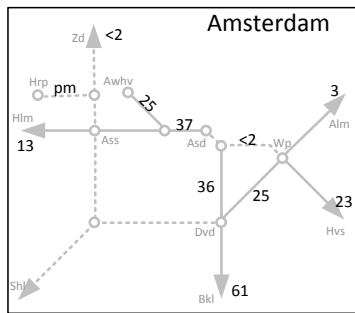 Amsterdam
Zd
<2
Hrp
pm
Awhv
25
3
Hlm
13
Ass
37
Asd
<2
Wp
Alm
36
25
23
Hvs
Dvd
Shl
Bkl
61